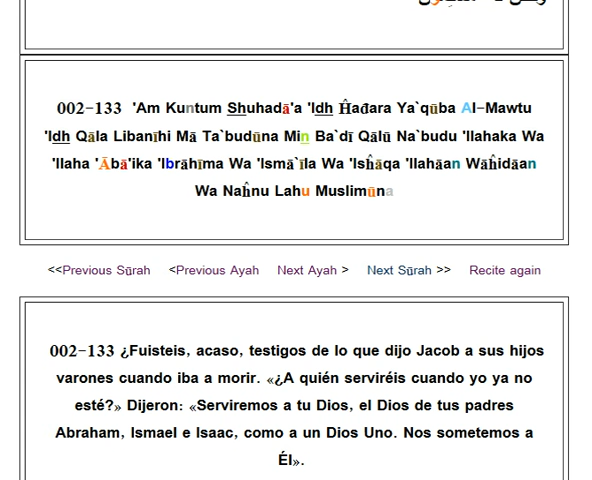 002-133 'Am Kuntum Shuhadā'a 'Idh Ĥađara Ya`qūba Al-Mawtu
'Idh Qāla Libanīhi Mā Ta`budūna Min Ba`dī Qālū Na`budu 'Ilahaka Wa
'Ilaha 'Ābā'ika 'Ibrāhīma Wa 'Ismā`īla Wa 'Isĥāqa 'Ilahāan Wāĥidāan
Wa Naĥnu Lahu Muslimūna
<<Previous Sūrah <Previous Ayah Next Ayah > Next Sūrah >> Recite again
002-133 ¿Fuisteis, acaso, testigos de lo que dijo Jacob a sus hijos
varones cuando iba a morir. «¿A quién serviréis cuando yo ya no
esté?» Dijeron: «Serviremos a tu Dios, el Dios de tus padres
Abraham, Ismael e Isaac, como a un Dios Uno. Nos sometemos a
Él».